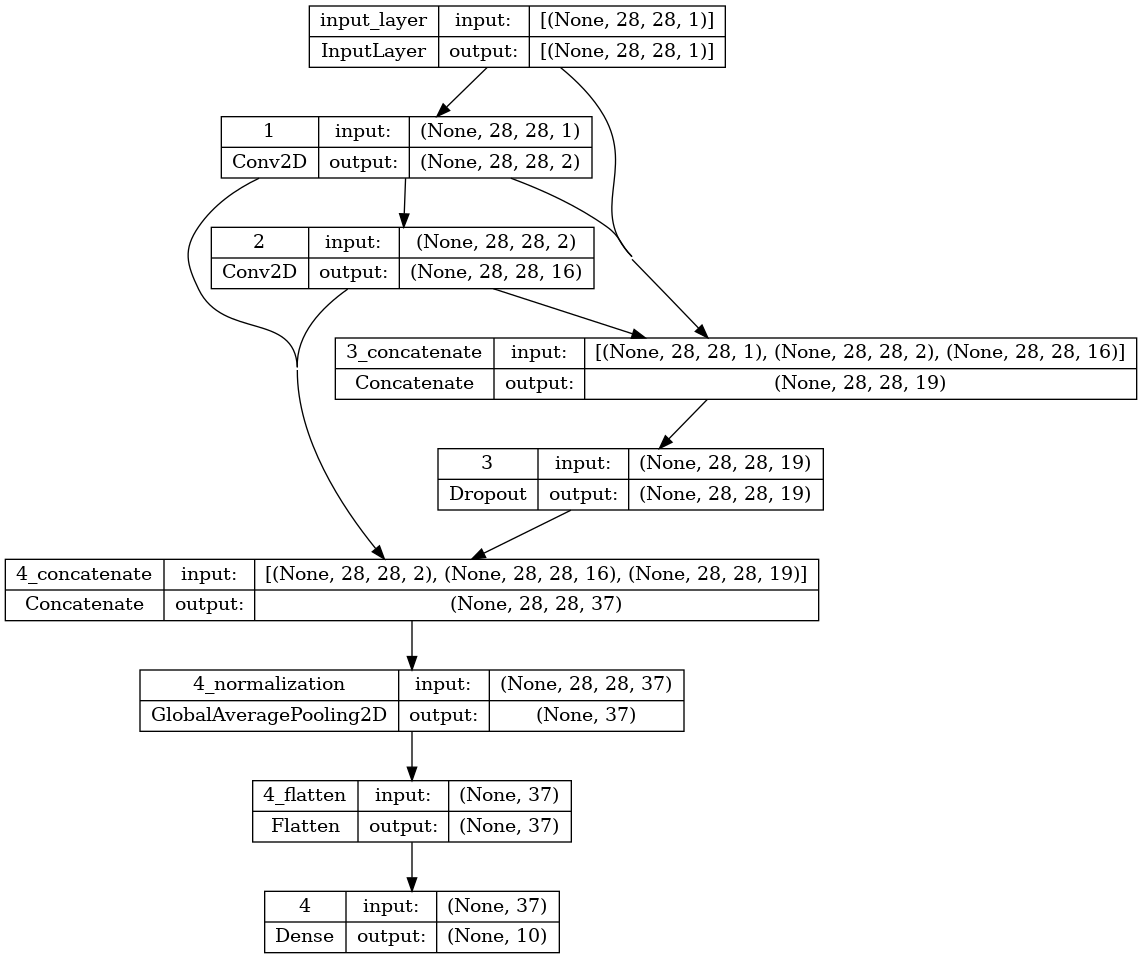 input_layer input: [(None, 28, 28, 1)]
InputLayer output: [(None, 28, 28, 1)]
1 input: (None, 28, 28, 1)
Conv2D output: (None, 28, 28, 2)
2 input: (None, 28, 28, 2)
Conv2D output: (None, 28, 28, 16)
3_concatenate input: [(None, 28, 28, 1), (None, 28, 28, 2), (None, 28, 28, 16)]
Concatenate output: (None, 28, 28, 19)
3 input: (None, 28, 28, 19)
Dropout output: (None, 28, 28, 19)
4_concatenate input: [(None, 28, 28, 2), (None, 28, 28, 16), (None, 28, 28, 19)]
Concatenate output: (None, 28, 28, 37)
4_normalization input: (None, 28, 28, 37)
GlobalAveragePooling2D output: (None, 37)
4_flatten input: (None, 37)
Flatten output: (None, 37)
4 input: (None, 37)
Dense output: (None, 10)